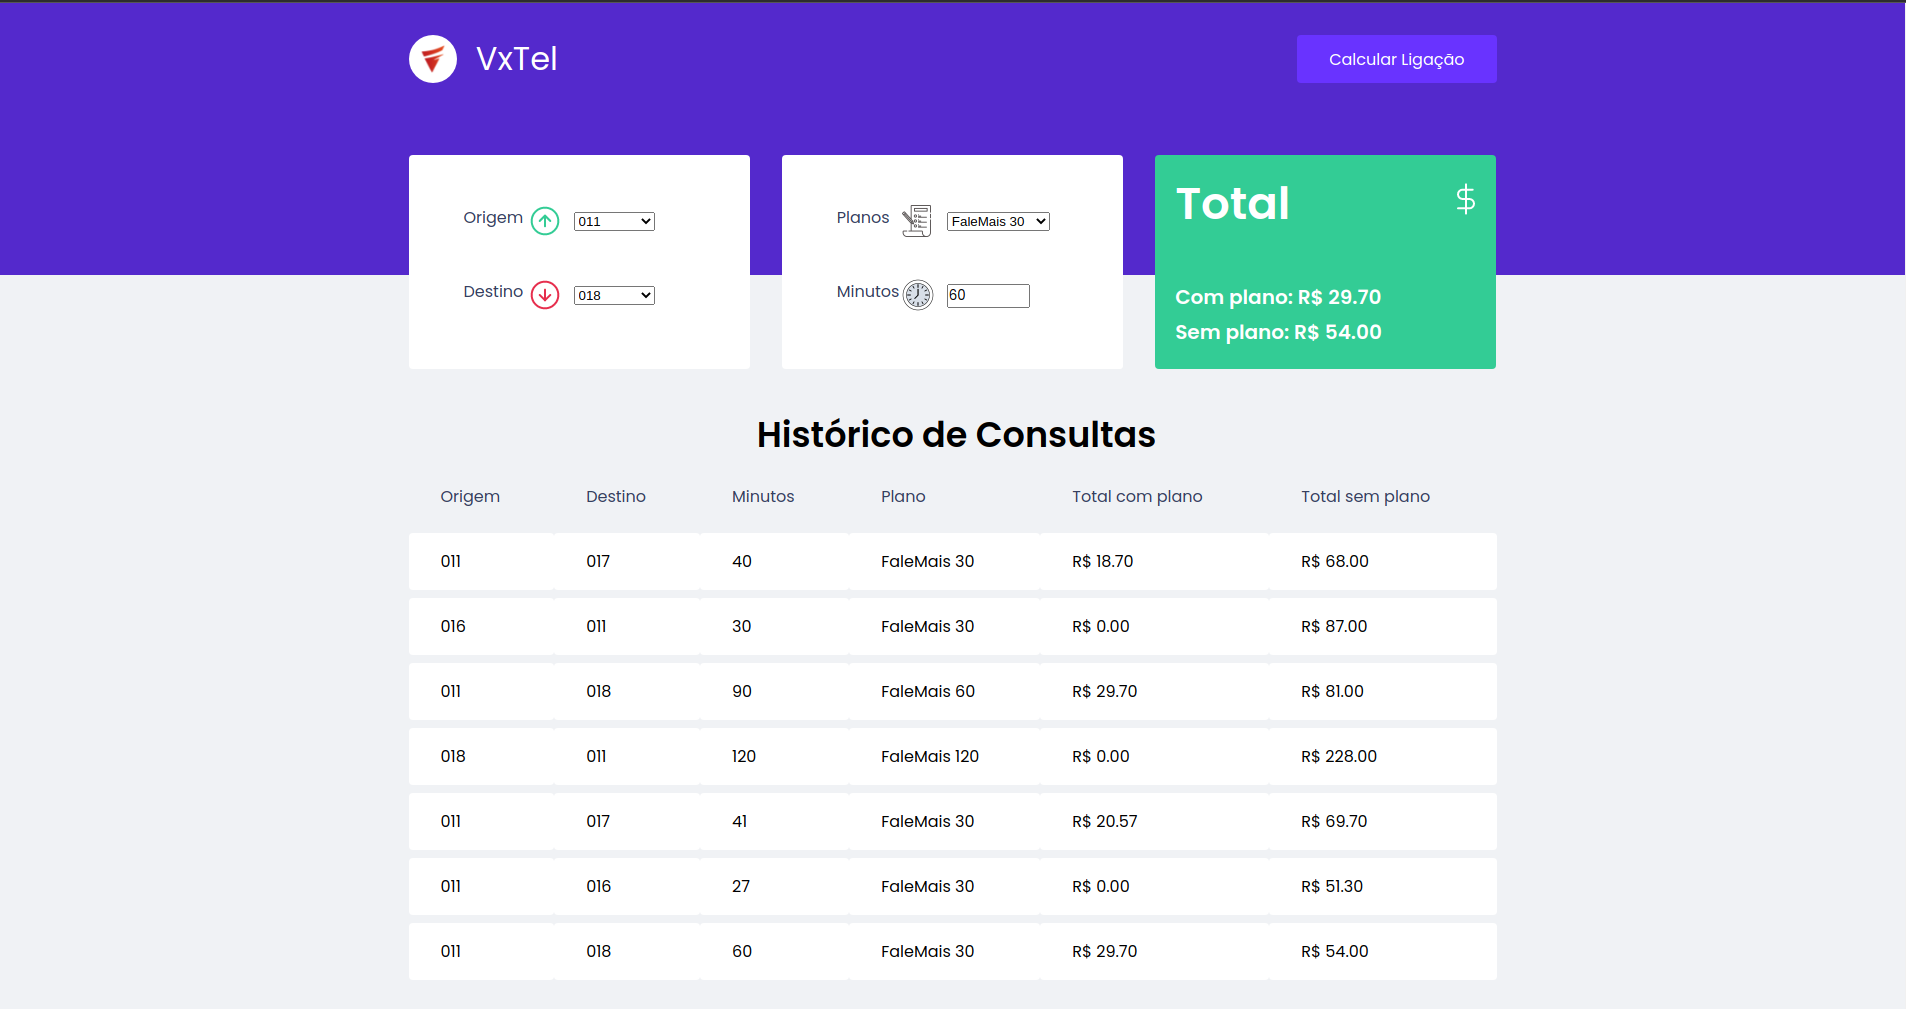 VxTel
Calcular Ligação
Origem 011
Destino 018
Planos FaleMais 30
Minutos 60
Total $
Com plano: R$ 29.70
Sem plano: R$ 54.00
Histórico de Consultas
Origem Destino Minutos Plano Total com plano Total sem plano
011 017 40 FaleMais 30 R$ 18.70 R$ 68.00
016 011 30 FaleMais 30 R$ 0.00 R$ 87.00
011 018 90 FaleMais 60 R$ 29.70 R$ 81.00
018 011 120 FaleMais 120 R$ 0.00 R$ 228.00
011 017 41 FaleMais 30 R$ 20.57 R$ 69.70
011 016 27 FaleMais 30 R$ 0.00 R$ 51.30
011 018 60 FaleMais 30 R$ 29.70 R$ 54.00